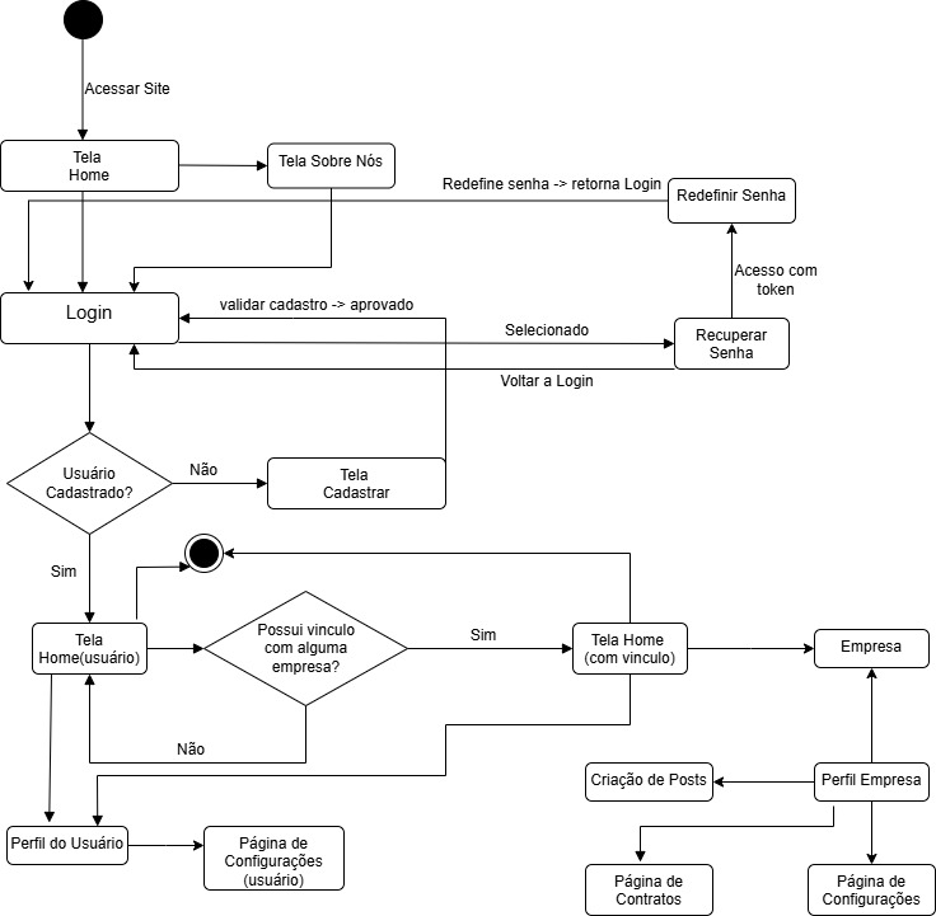 Acessar Site
Tela
Home
Tela Sobre Nós
Redefine senha -> retorna Login
Redefinir Senha
Acesso com
token
Login
validar cadastro -> aprovado
Selecionado
Recuperar
Senha
Voltar a Login
Usuário
Cadastrado?
Não
Tela
Cadastrar
Sim
Tela
Home(usuário)
Possui vinculo
com alguma
empresa?
Sim
Tela Home
(com vinculo)
Empresa
Não
Criação de Posts
Perfil Empresa
Perfil do Usuário
Página de
Configurações
(usuário)
Página de
Contratos
Página de
Configurações